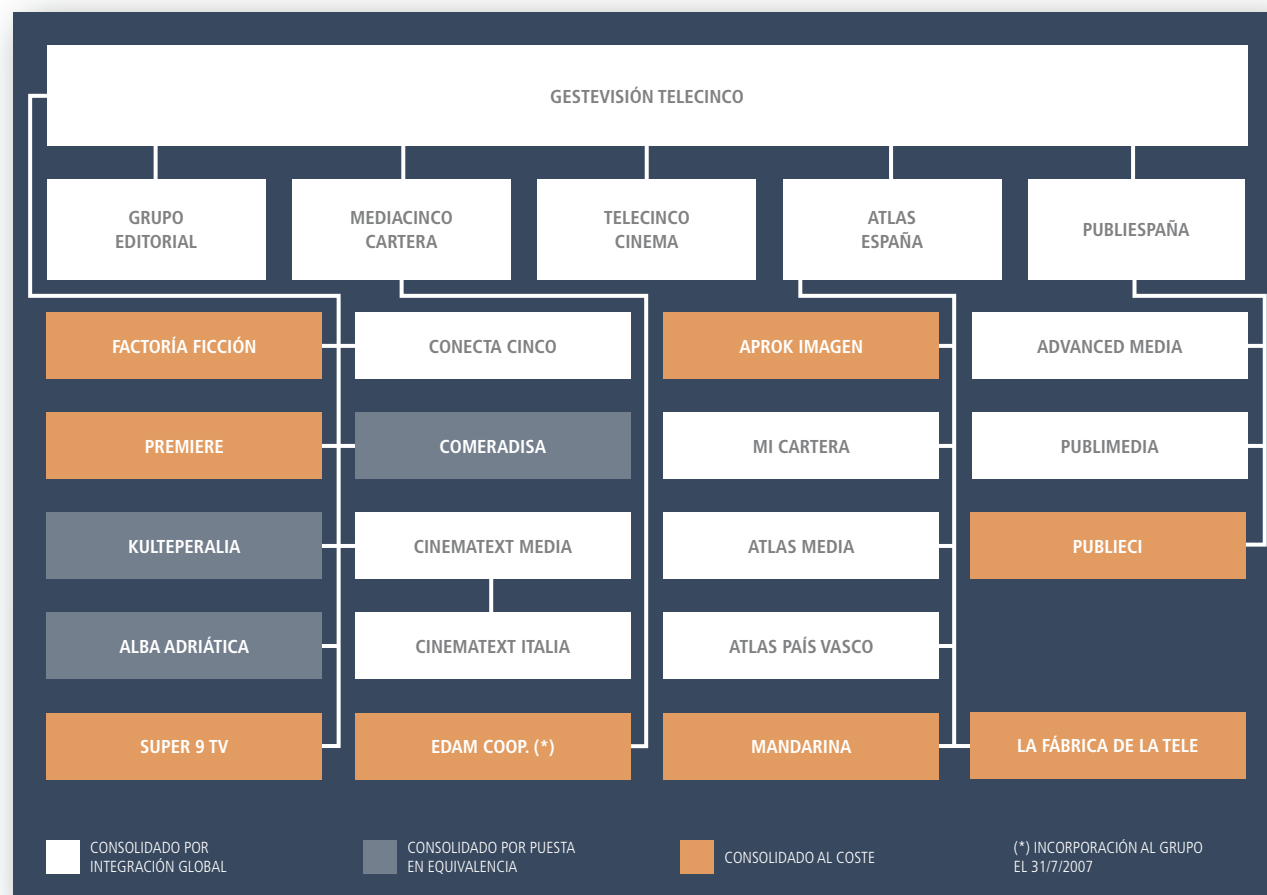 GESTEVISIÓN TELECINCO
GRUPO
EDITORIAL
MEDIACINCO
CARTERA
TELECINCO
CINEMA
ATLAS
ESPAÑA
PUBLIESPAÑA
FACTORÍA FICCIÓN
CONECTA CINCO
APROK IMAGEN
ADVANCED MEDIA
PREMIERE
COMERADISA
MI CARTERA
PUBLIMEDIA
KULTEPERALIA
CINEMATEXT MEDIA
ATLAS MEDIA
PUBLIECI
ALBA ADRIÁTICA
CINEMATEXT ITALIA
ATLAS PAÍS VASCO
SUPER 9 TV
EDAM COOP. (*)
MANDARINA
LA FÁBRICA DE LA TELE
CONSOLIDADO POR
INTEGRACIÓN GLOBAL
CONSOLIDADO POR PUESTA
EN EQUIVALENCIA
CONSOLIDADO AL COSTE
(*) INCORPORACIÓN AL GRUPO
EL 31/7/2007